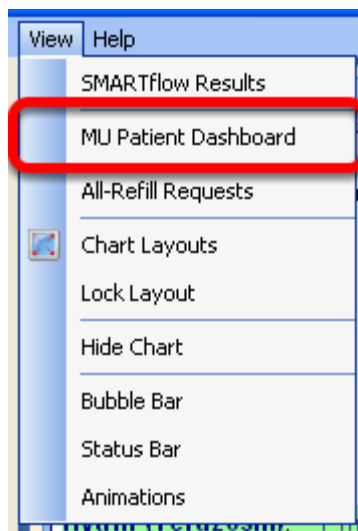 View Help
SMARTflow Results
MU Patient Dashboard
All-Refill Requests
Chart Layouts
Lock Layout
Hide Chart
Bubble Bar
Status Bar
Animations